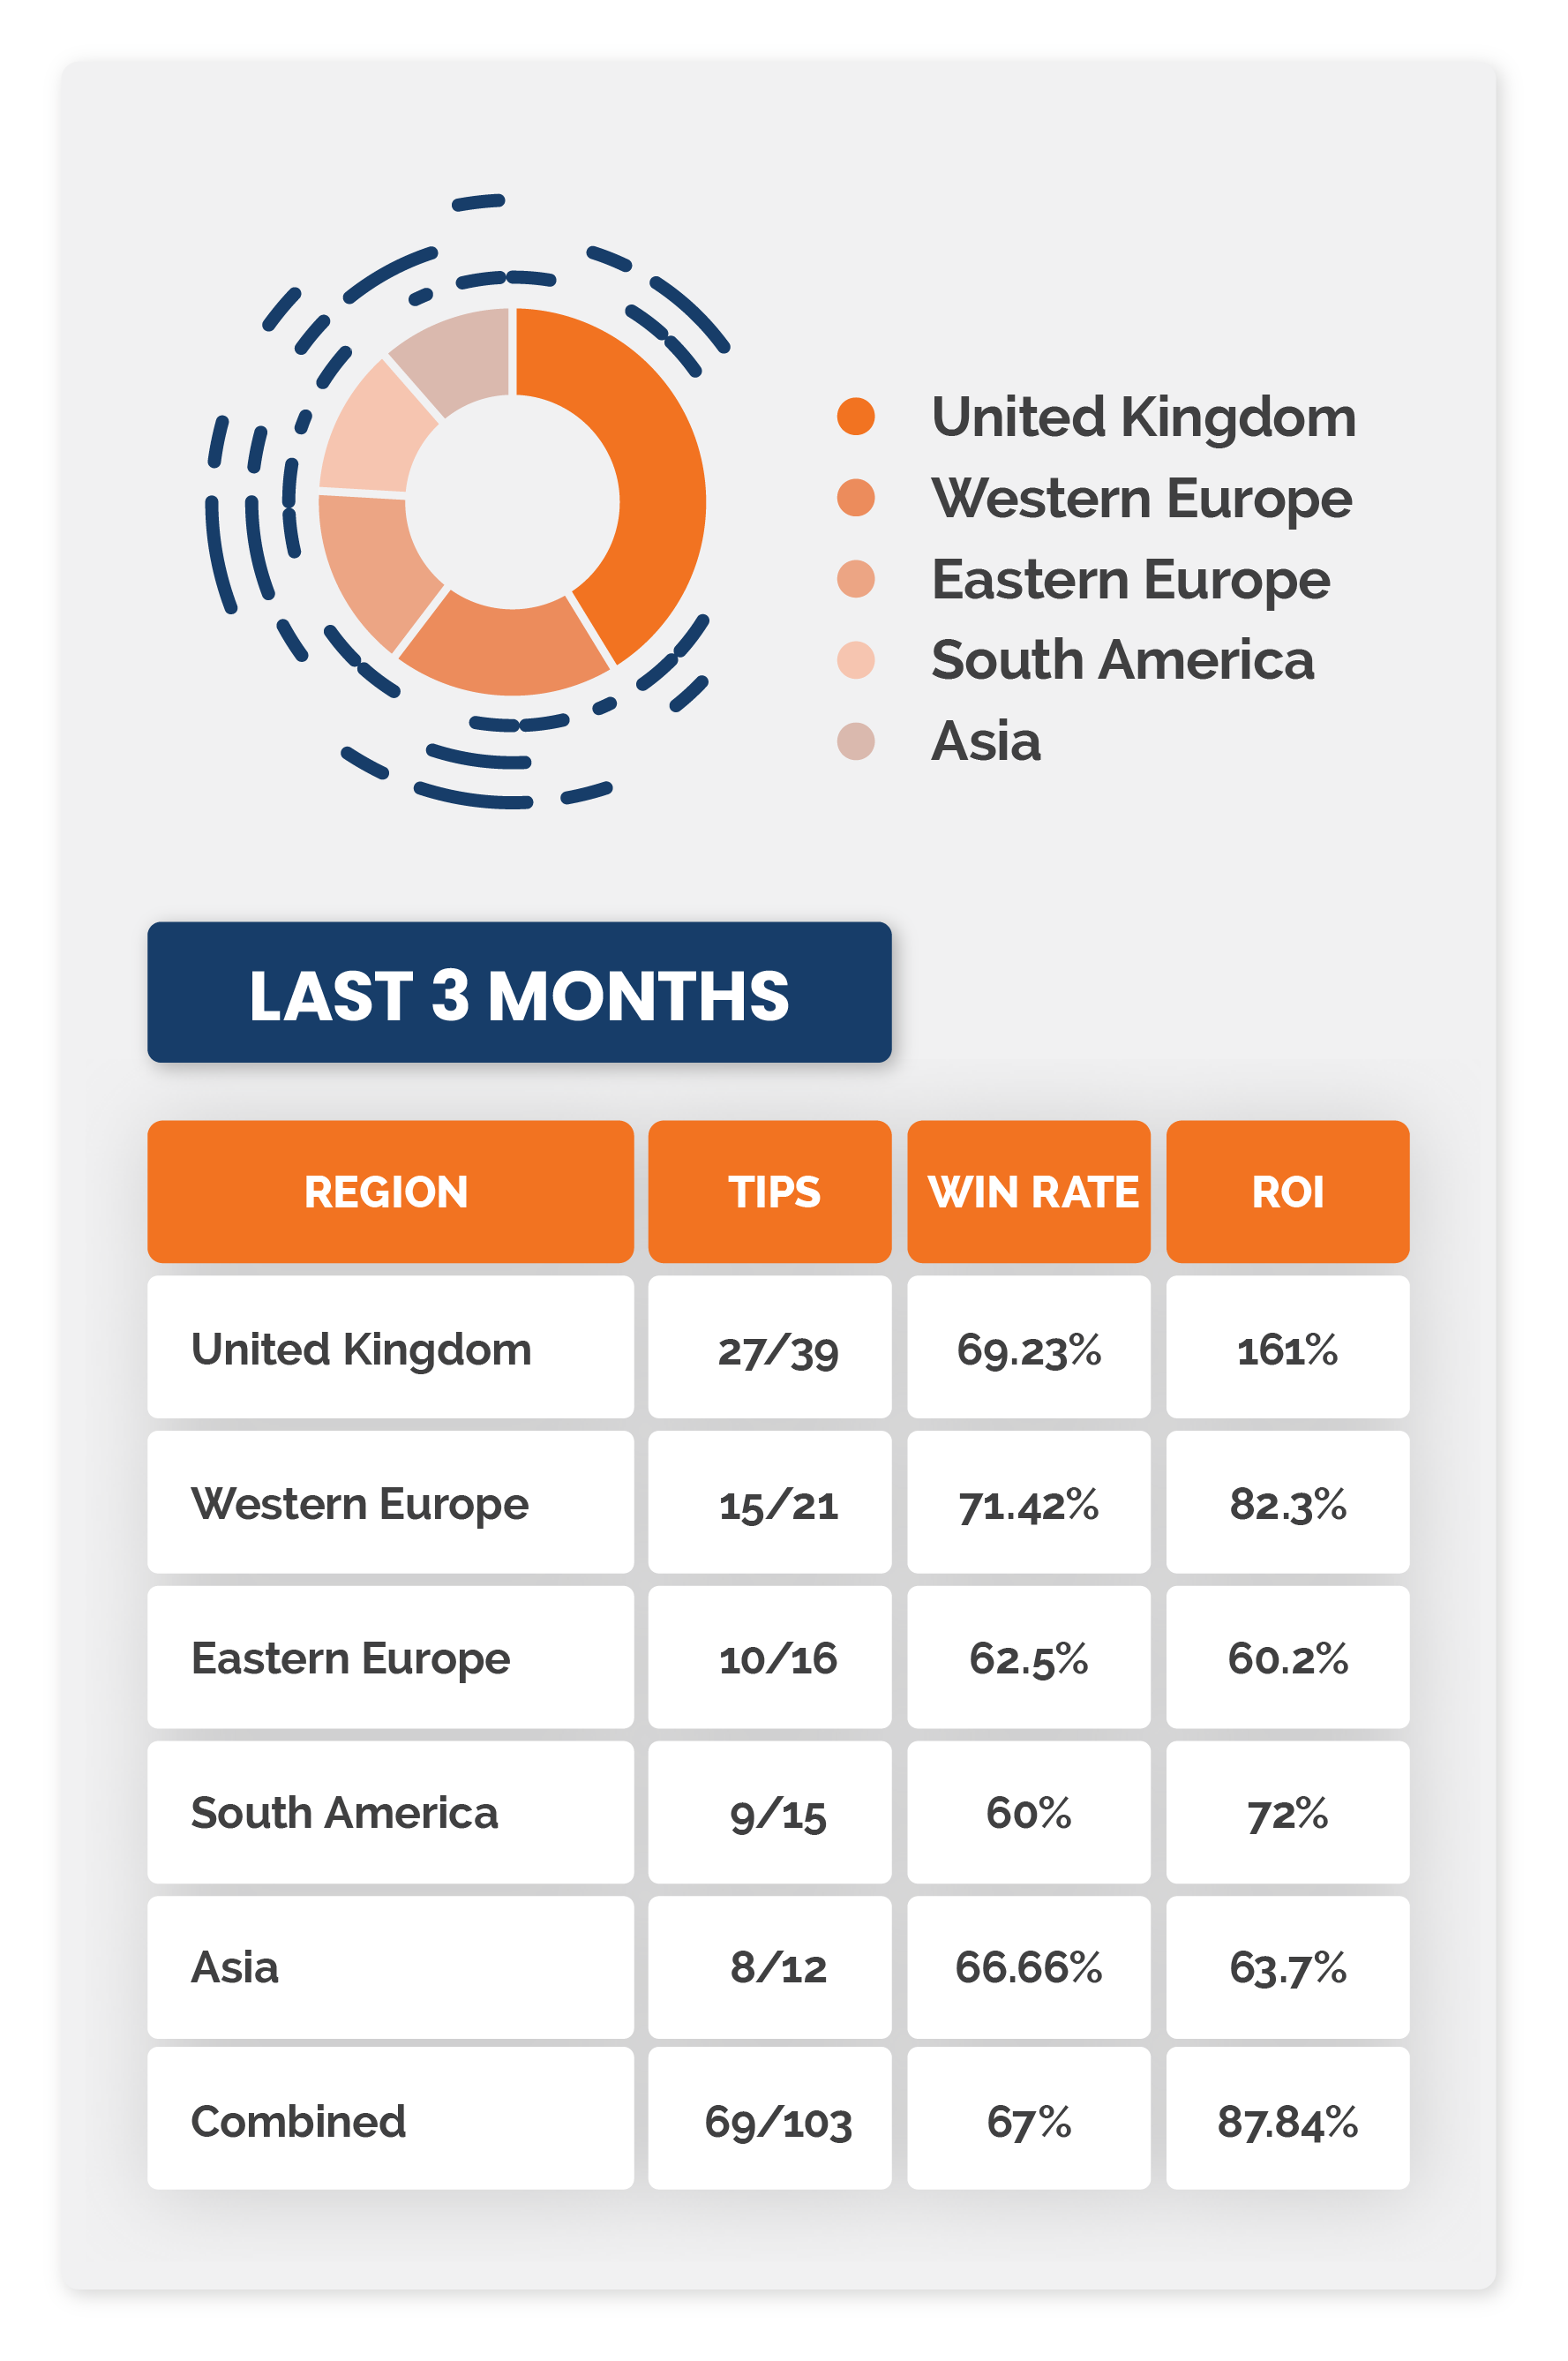 United Kingdom
Western Europe
Eastern Europe
South America
Asia
LAST 3 MONTHS
REGION TIPS WIN RATE ROI
United Kingdom 27/39 69.23% 161%
Western Europe 15/21 71.42% 82.3%
Eastern Europe 10/16 62.5% 60.2%
South America 9/15 60% 72%
Asia 8/12 66.66% 63.7%
Combined 69/103 67% 87.84%